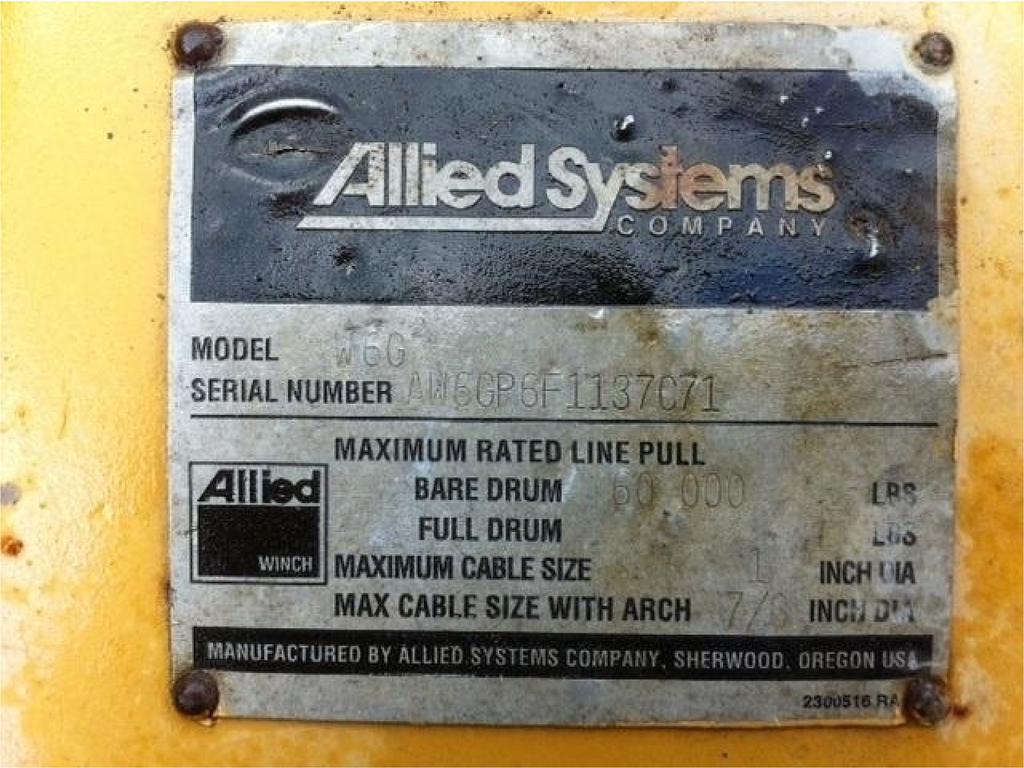 Allied Systems
COMPANY
MODEL W6G
SERIAL NUMBER AW6GP6F1137C71
MAXIMUM RATED LINE PULL
BARE DRUM 60 000 LBS
FULL DRUM LBS
MAXIMUM CABLE SIZE 1 INCH DIA
MAX CABLE SIZE WITH ARCH 7/8 INCH DIA
Allied
WINCH
MANUFACTURED BY ALLIED SYSTEMS COMPANY, SHERWOOD, OREGON USA
2300516 RA